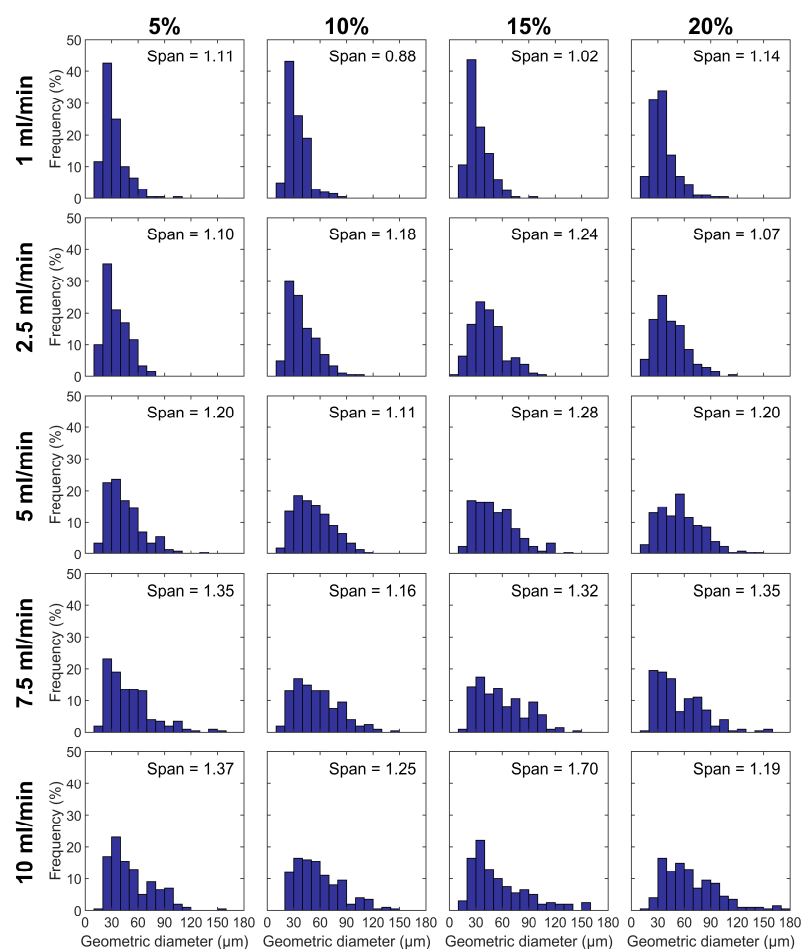 5% 10% 15% 20%
1 ml/min
Frequency (%)
50
40
30
20
10
0
Span = 1.11
Span = 0.88
Span = 1.02
Span = 1.14
2.5 ml/min
Frequency (%)
50
40
30
20
10
0
Span = 1.10
Span = 1.18
Span = 1.24
Span = 1.07
5 ml/min
Frequency (%)
50
40
30
20
10
0
Span = 1.20
Span = 1.11
Span = 1.28
Span = 1.20
7.5 ml/min
Frequency (%)
50
40
30
20
10
0
Span = 1.35
Span = 1.16
Span = 1.32
Span = 1.35
10 ml/min
Frequency (%)
50
40
30
20
10
0
Span = 1.37
Span = 1.25
Span = 1.70
Span = 1.19
0 30 60 90 120 150 180
0 30 60 90 120 150 180
0 30 60 90 120 150 180
0 30 60 90 120 150 180
Geometric diameter (µm)
Geometric diameter (µm)
Geometric diameter (µm)
Geometric diameter (µm)